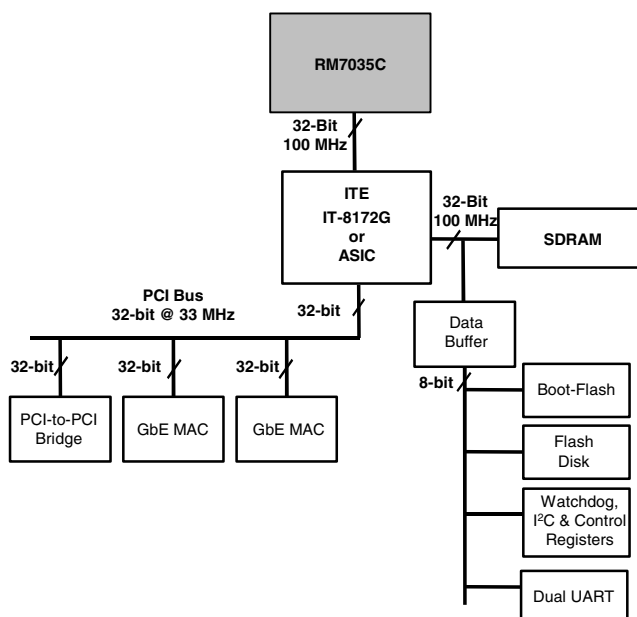 RM7035C
32-Bit
100 MHz
ITE
IT-8172G
or
ASIC
32-Bit
100 MHz
SDRAM
PCI Bus
32-bit @ 33 MHz
32-bit
Data
Buffer
32-bit
32-bit
32-bit
8-bit
PCI-to-PCI
Bridge
GbE MAC
GbE MAC
Boot-Flash
Flash
Disk
Watchdog,
I²C & Control
Registers
Dual UART